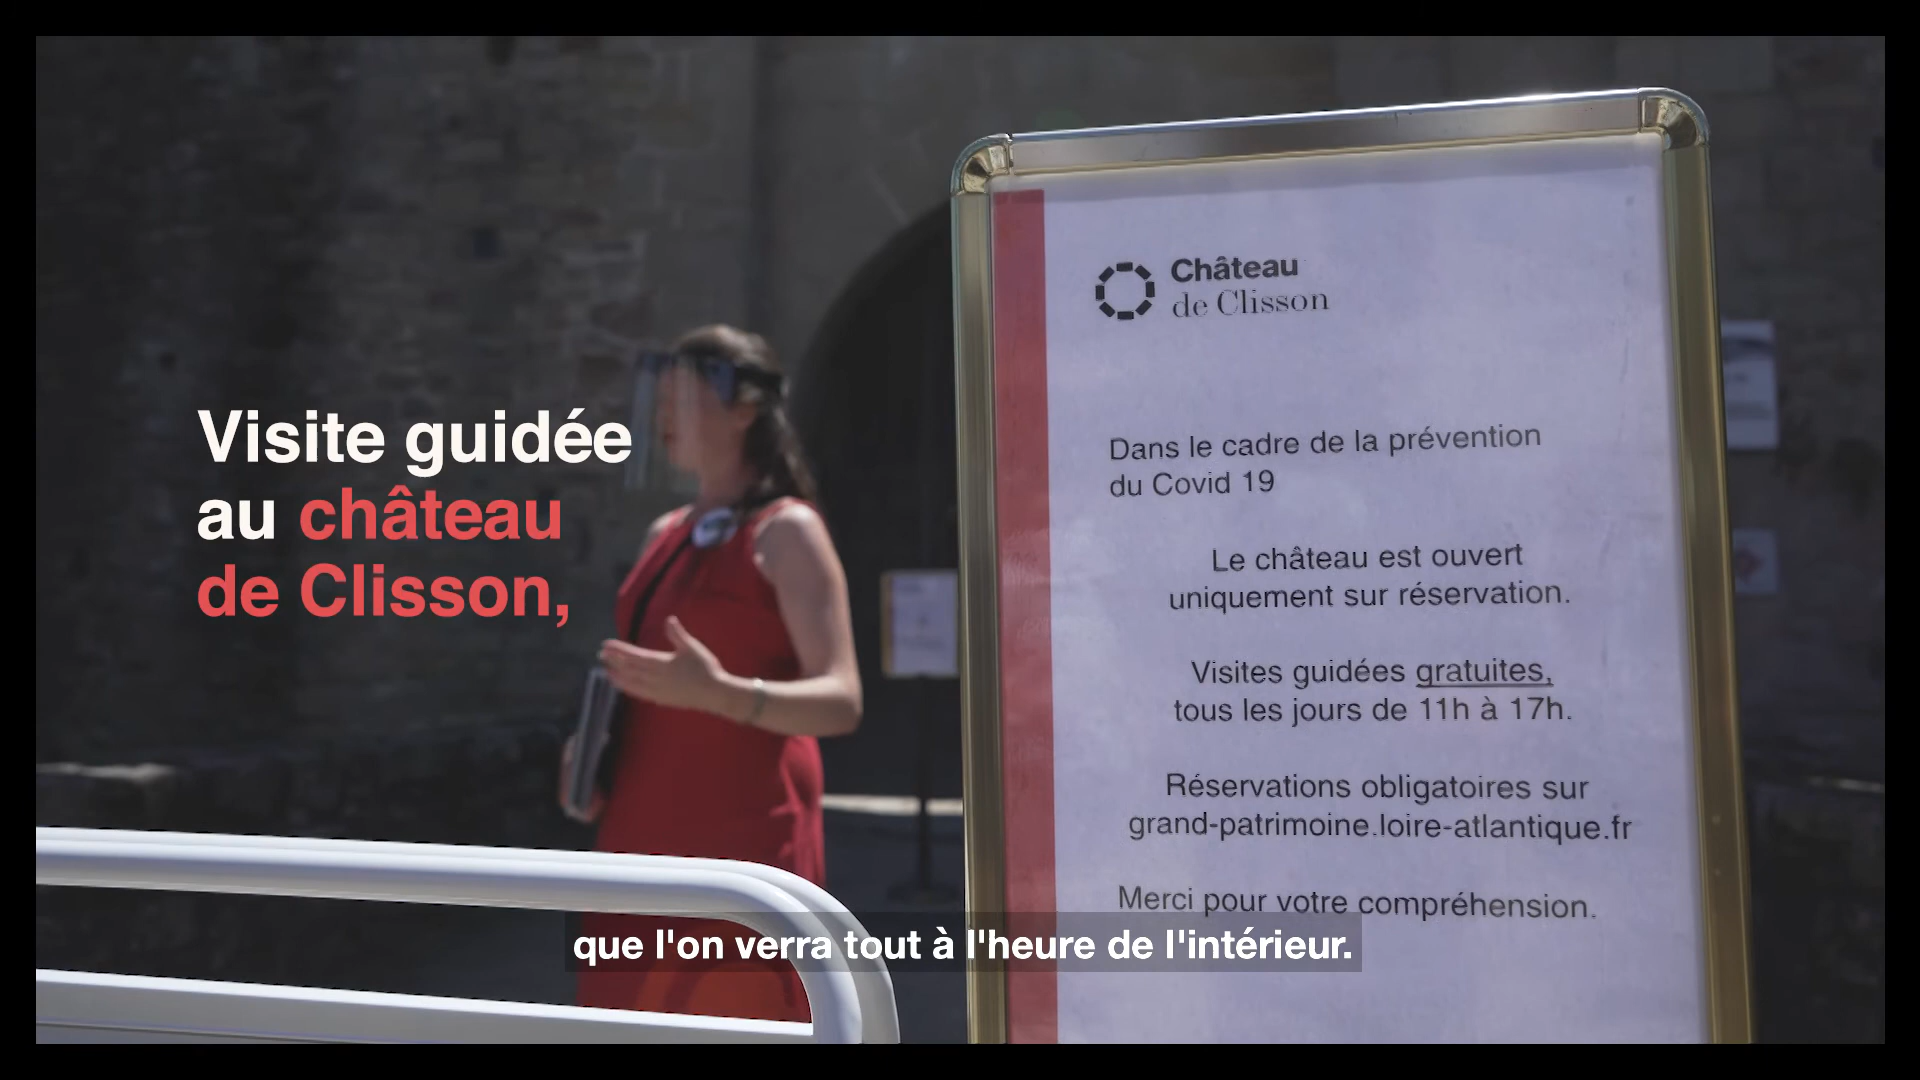 Visite guidée
au château
de Clisson,
Château
de Clisson
Dans le cadre de la prévention
du Covid 19
Le château est ouvert
uniquement sur réservation.
Visites guidées gratuites,
tous les jours de 11h à 17h.
Réservations obligatoires sur
grand-patrimoine.loire-atlantique.fr
Merci pour votre compréhension.
que l'on verra tout à l'heure de l'intérieur.